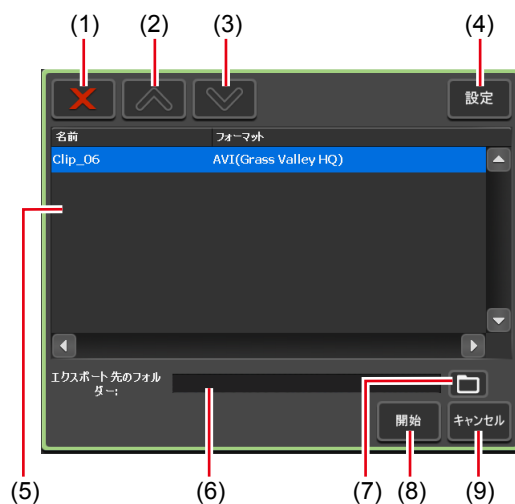 (1) (2) (3) (4)
設定
名前 フォーマット
Clip_06 AVI(Grass Valley HQ)
エクスポート先のフォル
ダー:
開始 キャンセル
(5) (6) (7) (8) (9)